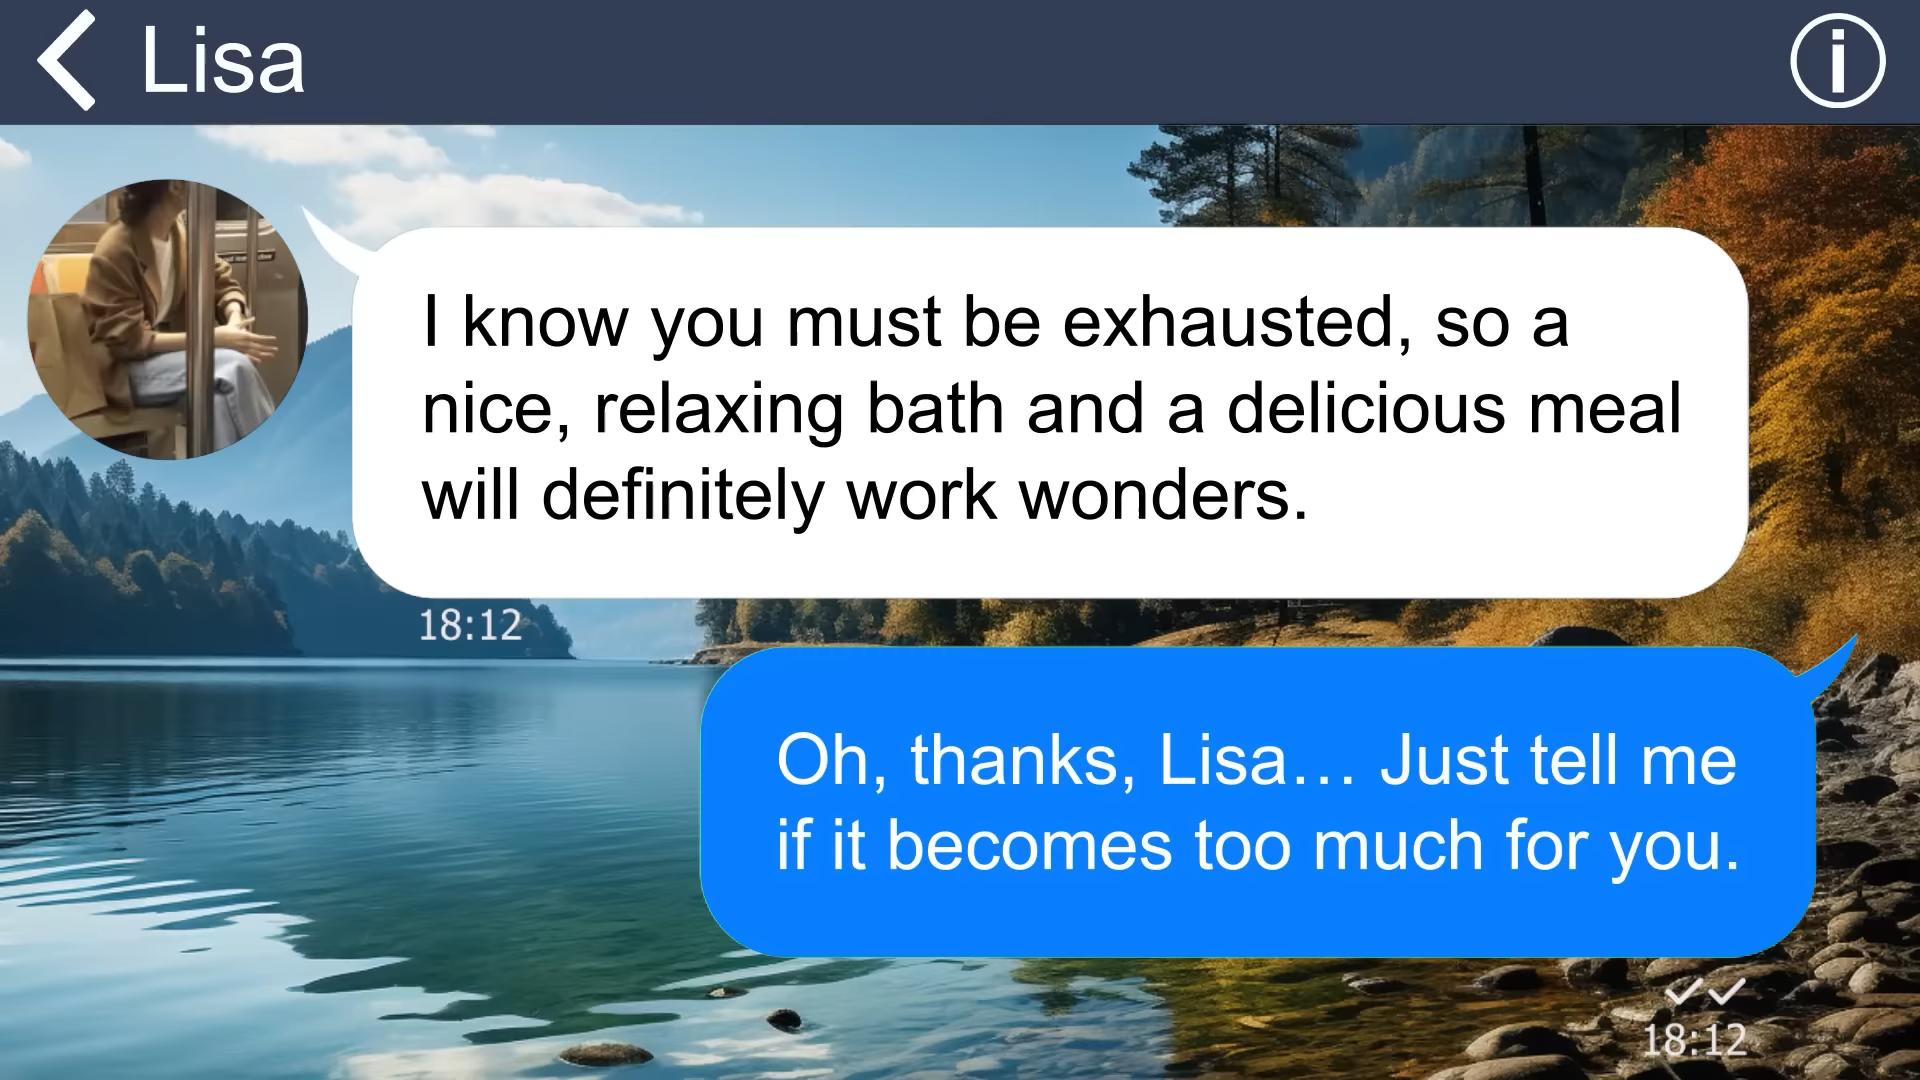 Lisa
I know you must be exhausted, so a
nice, relaxing bath and a delicious meal
will definitely work wonders.
18:12
Oh, thanks, Lisa… Just tell me
if it becomes too much for you.
18:12